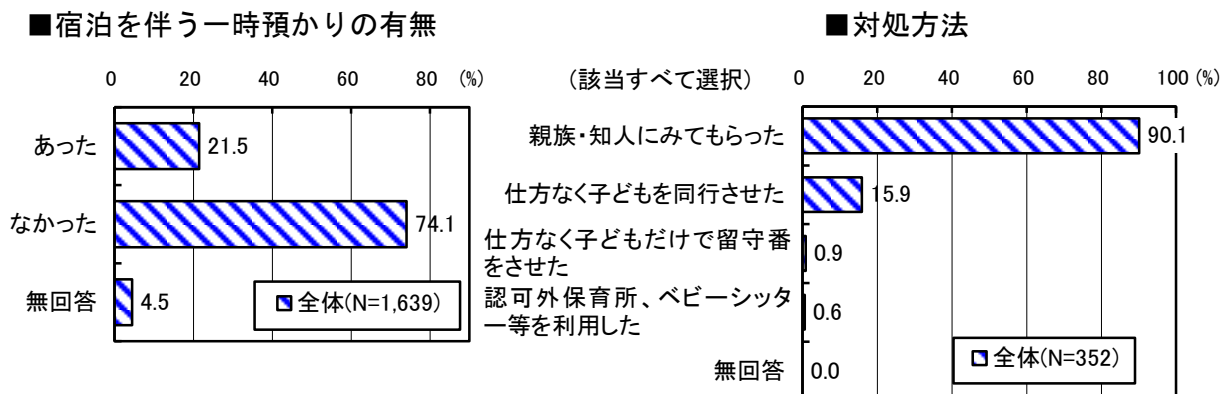 ■宿泊を伴う一時預かりの有無
0 20 40 60 80 (%)
あった 21.5
なかった 74.1
無回答 4.5
全体(N=1,639)
■対処方法
(該当すべて選択)
0 20 40 60 80 100 (%)
親族・知人にみてもらった 90.1
仕方なく子どもを同行させた 15.9
仕方なく子どもだけで留守番
をさせた 0.9
認可外保育所、ベビーシッタ
ー等を利用した 0.6
無回答 0.0
全体(N=352)